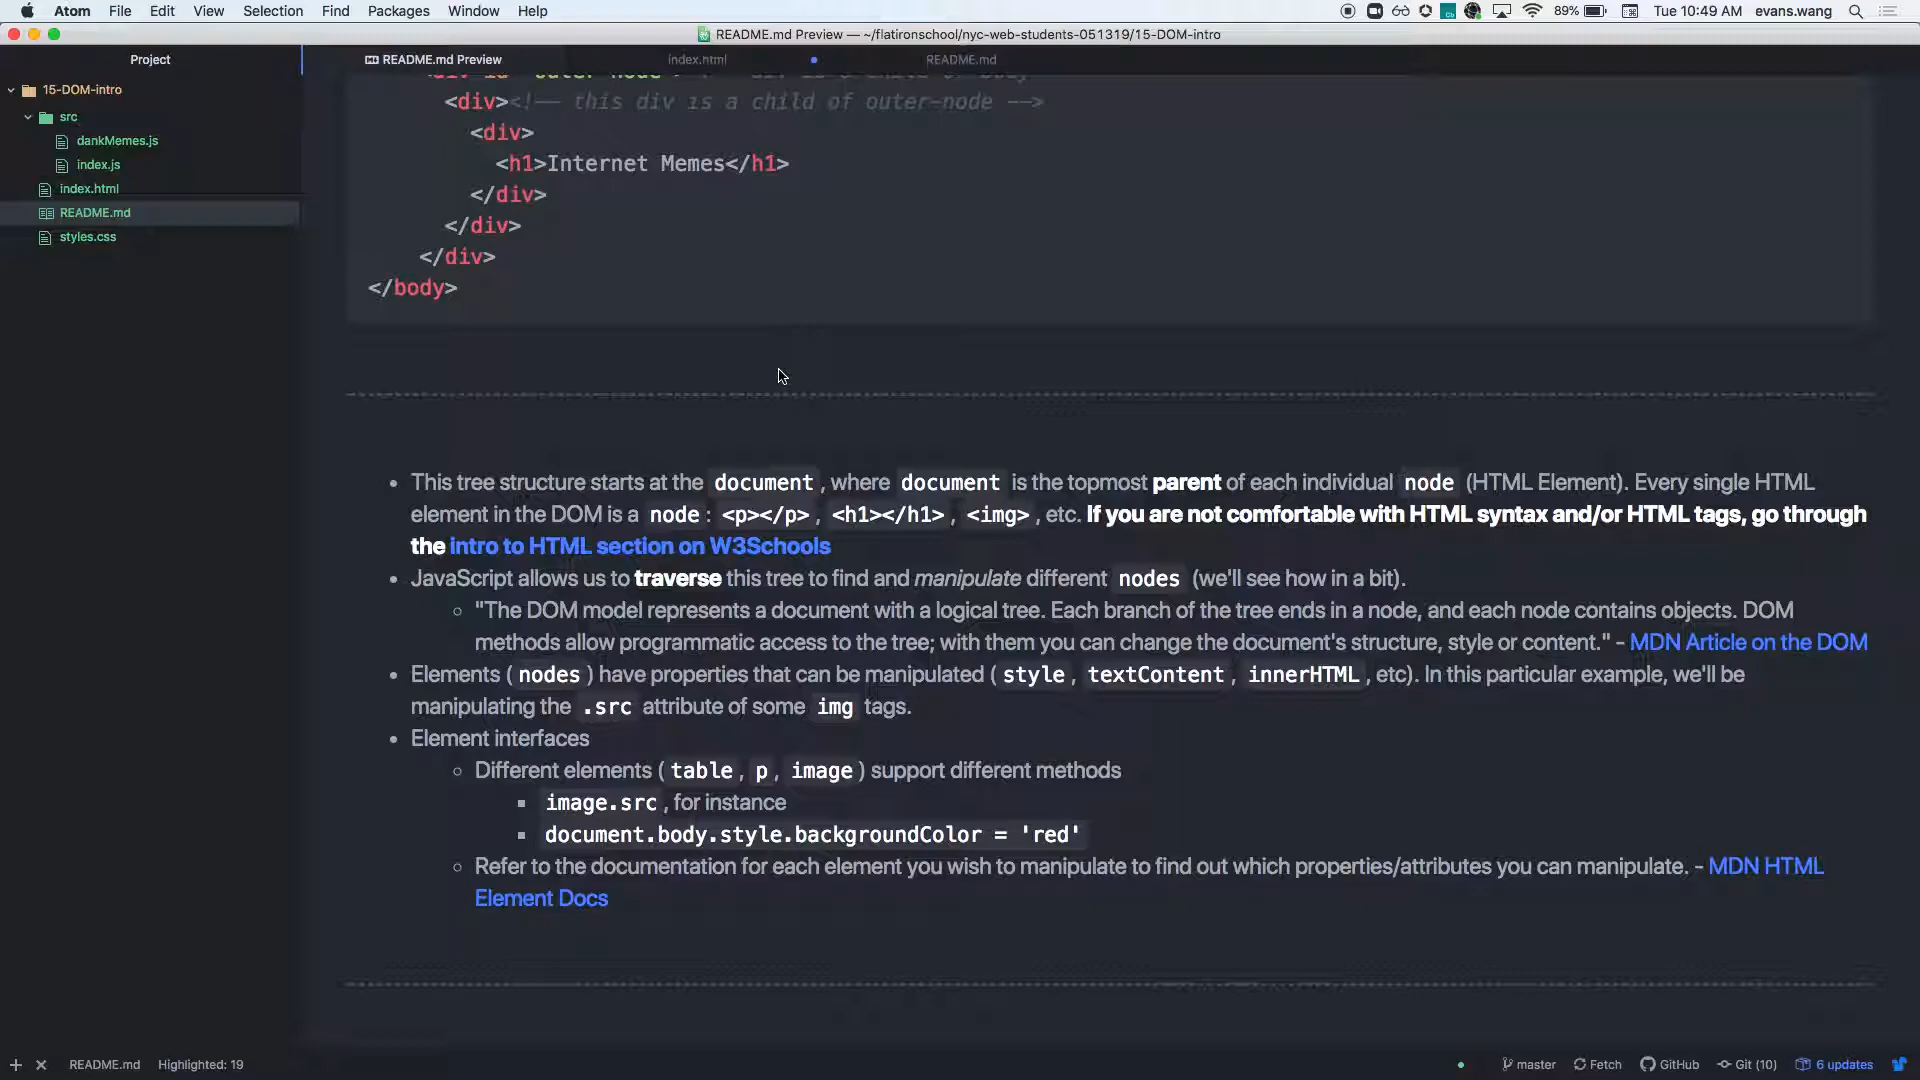 Atom File Edit View Selection Find Packages Window Help 89% Tue 10:49 AM evans.wang
README.md Preview — ~/flatironschool/nyc-web-students-051319/15-DOM-intro
Project
README.md Preview
index.html
README.md
15-DOM-intro
src
dankMemes.js
index.js
index.html
README.md
styles.css
<div><!-- this div is a child of outer-node -->
<div>
<h1>Internet Memes</h1>
</div>
</div>
</div>
</body>
• This tree structure starts at the document, where document is the topmost parent of each individual node (HTML Element). Every single HTML
element in the DOM is a node: <p></p>, <h1></h1>, <img>, etc. If you are not comfortable with HTML syntax and/or HTML tags, go through
the intro to HTML section on W3Schools
• JavaScript allows us to traverse this tree to find and manipulate different nodes (we'll see how in a bit).
◦ "The DOM model represents a document with a logical tree. Each branch of the tree ends in a node, and each node contains objects. DOM
methods allow programmatic access to the tree; with them you can change the document's structure, style or content." - MDN Article on the DOM
• Elements (nodes) have properties that can be manipulated (style, textContent, innerHTML, etc). In this particular example, we'll be
manipulating the .src attribute of some img tags.
• Element interfaces
◦ Different elements (table, p, image) support different methods
▪ image.src, for instance
▪ document.body.style.backgroundColor = 'red'
◦ Refer to the documentation for each element you wish to manipulate to find out which properties/attributes you can manipulate. - MDN HTML
Element Docs
README.md Highlighted: 19
master Fetch GitHub Git (10) 6 updates